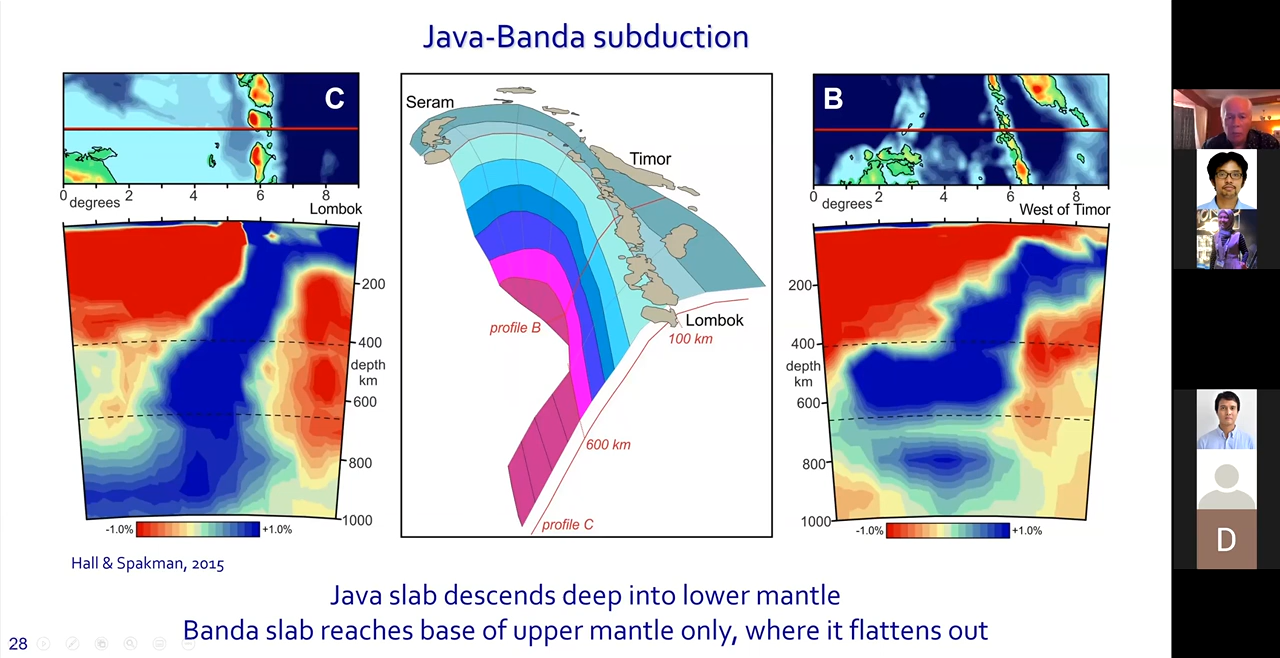 Java-Banda subduction
C
0 degrees 2 4 6 8
Lombok
200
400
depth
km
600
800
1000
-1.0% +1.0%
Hall & Spakman, 2015
Seram
Timor
Lombok
profile B
100 km
600 km
profile C
B
0 degrees 2 4 6 8
West of Timor
200
400
depth
km
600
800
1000
-1.0% +1.0%
Java slab descends deep into lower mantle
Banda slab reaches base of upper mantle only, where it flattens out
28
D